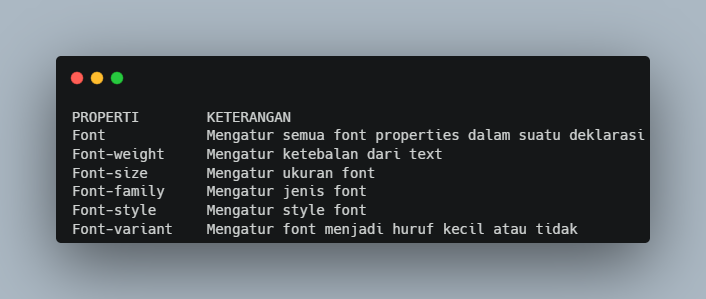 PROPERTI        KETERANGAN
Font            Mengatur semua font properties dalam suatu deklarasi
Font-weight     Mengatur ketebalan dari text
Font-size       Mengatur ukuran font
Font-family     Mengatur jenis font
Font-style      Mengatur style font
Font-variant    Mengatur font menjadi huruf kecil atau tidak